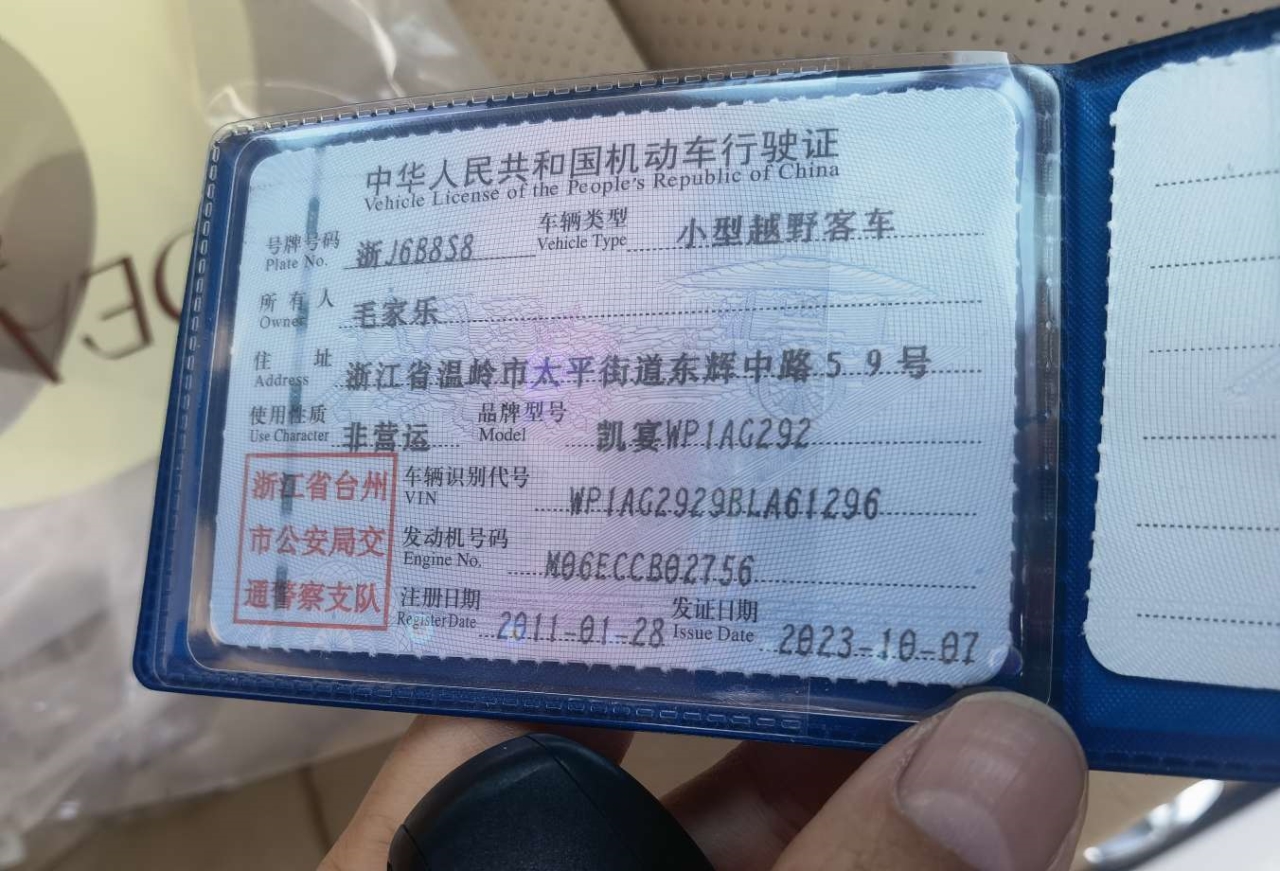 中华人民共和国机动车行驶证
Vehicle License of the People's Republic of China
号牌号码 浙J6B8S8 车辆类型 小型越野客车
Plate No. Vehicle Type
所有人 毛家乐
Owner
住址 浙江省温岭市太平街道东辉中路59号
Address
使用性质 非营运 品牌型号 凯宴WP1AG292
Use Character Model
浙江省台州
市公安局交
通警察支队
车辆识别代号 WP1AG2929BLA61296
VIN
发动机号码 M06ECCB02756
Engine No.
注册日期 2011-01-28 发证日期 2023-10-07
Register Date Issue Date